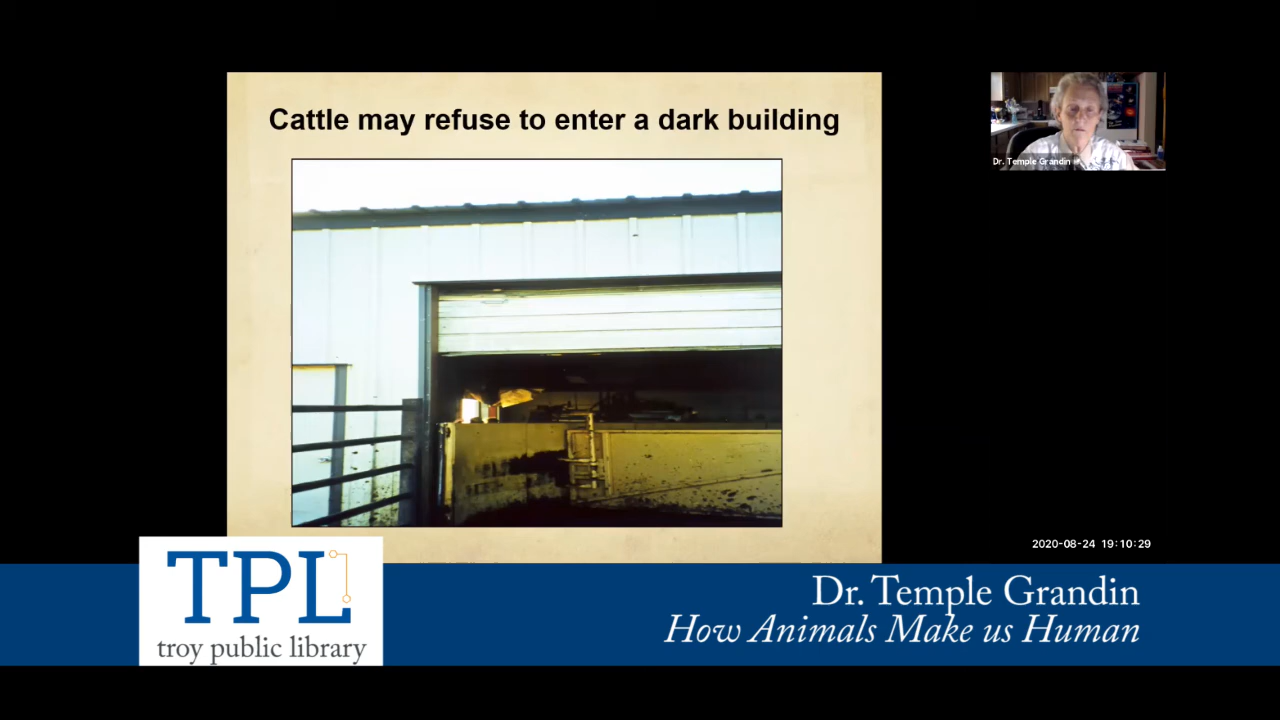 Cattle may refuse to enter a dark building
Dr. Temple Grandin
2020-08-24 19:10:29
TPL
troy public library
Dr. Temple Grandin
How Animals Make us Human